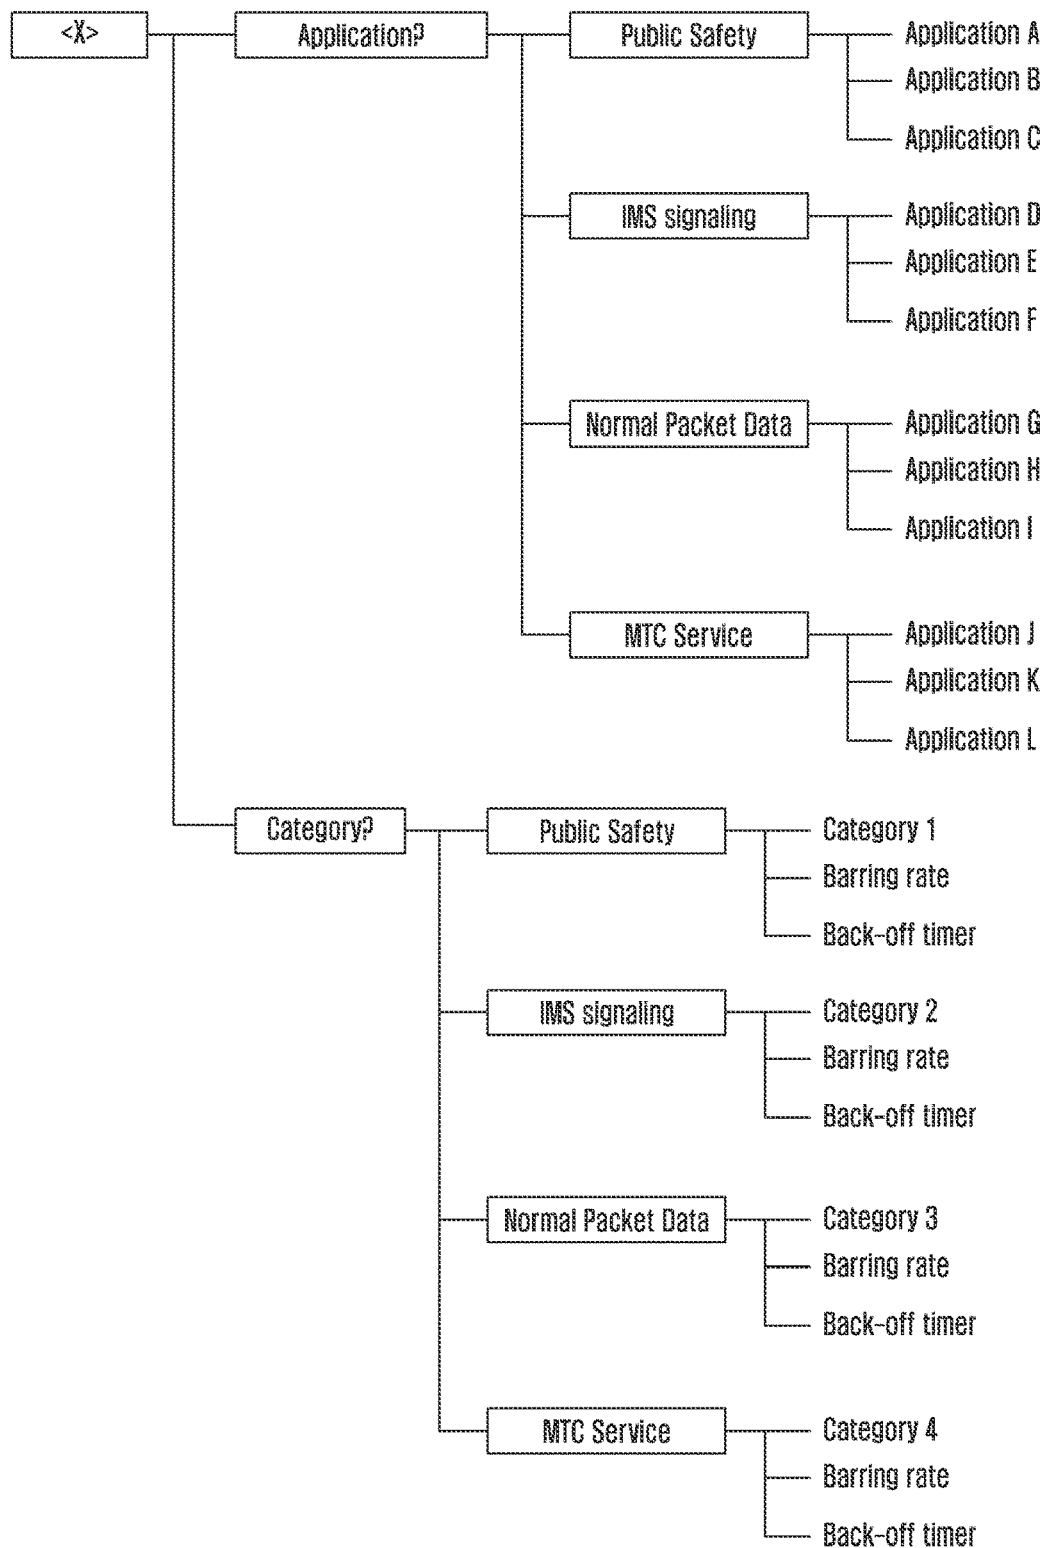 <X>
Application?
Public Safety
Application A
Application B
Application C
IMS signaling
Application D
Application E
Application F
Normal Packet Data
Application G
Application H
Application I
MTC Service
Application J
Application K
Application L
Category?
Public Safety
Category 1
Barring rate
Back-off timer
IMS signaling
Category 2
Barring rate
Back-off timer
Normal Packet Data
Category 3
Barring rate
Back-off timer
MTC Service
Category 4
Barring rate
Back-off timer